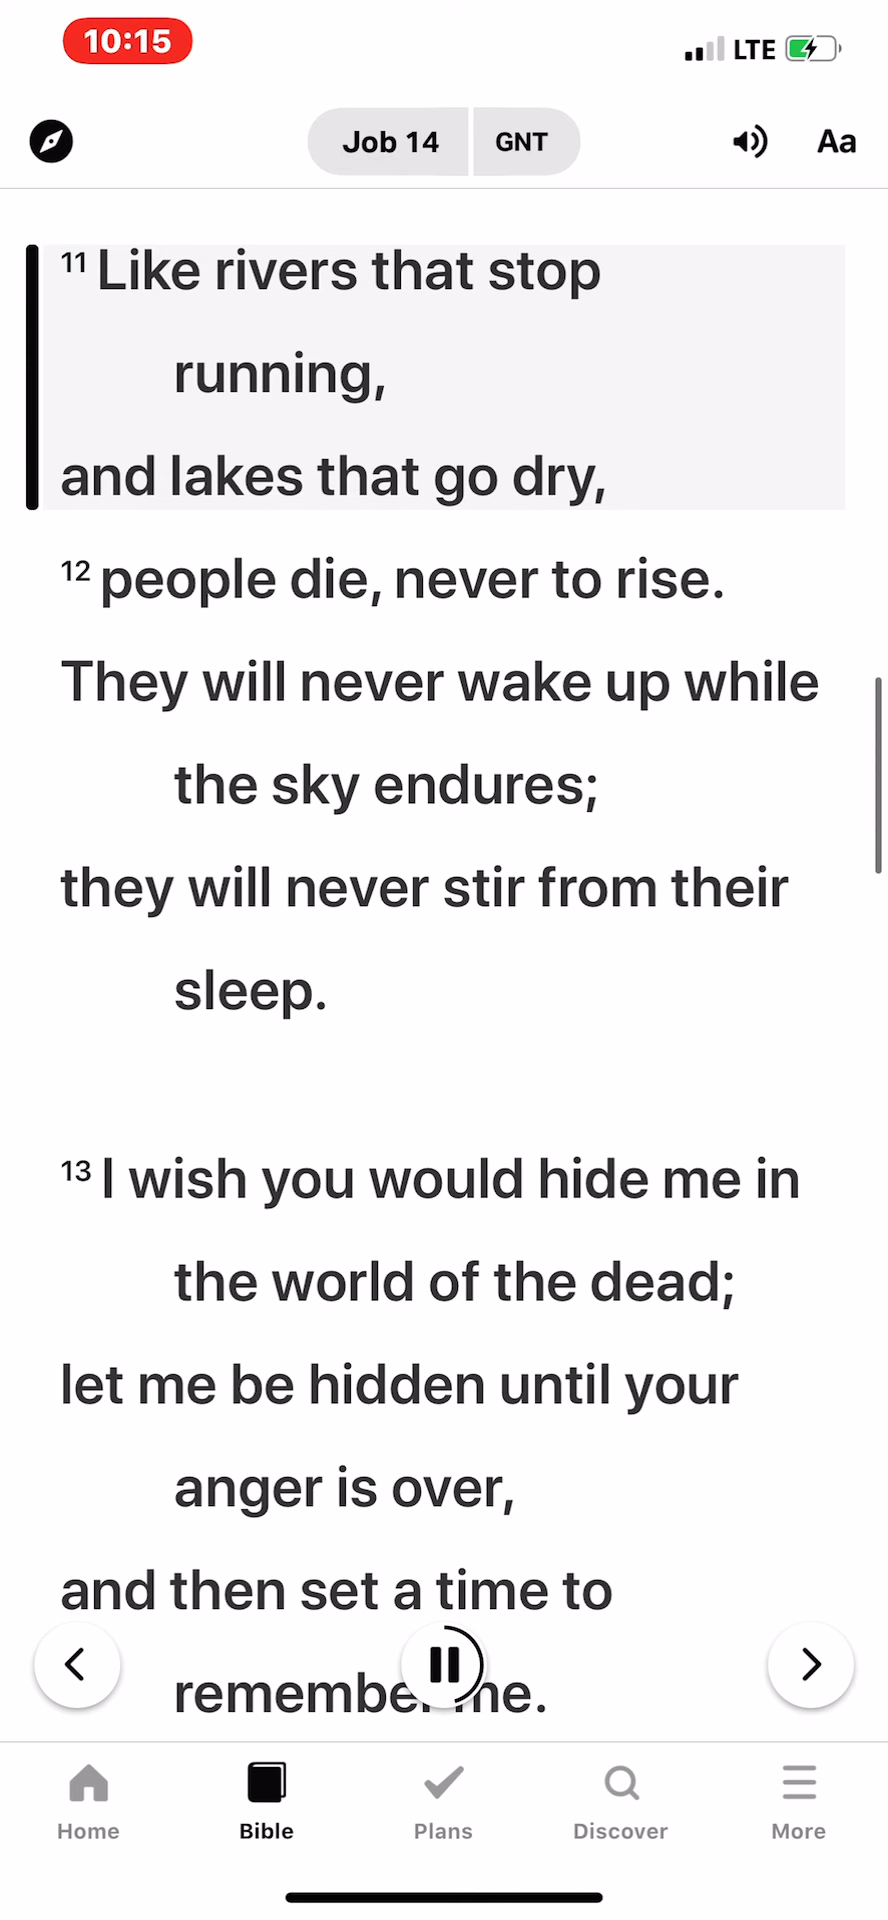 10:15
LTE
Job 14 GNT
Aa
11 Like rivers that stop
running,
and lakes that go dry,
12 people die, never to rise.
They will never wake up while
the sky endures;
they will never stir from their
sleep.
13 I wish you would hide me in
the world of the dead;
let me be hidden until your
anger is over,
and then set a time to
remember me.
Home Bible Plans Discover More